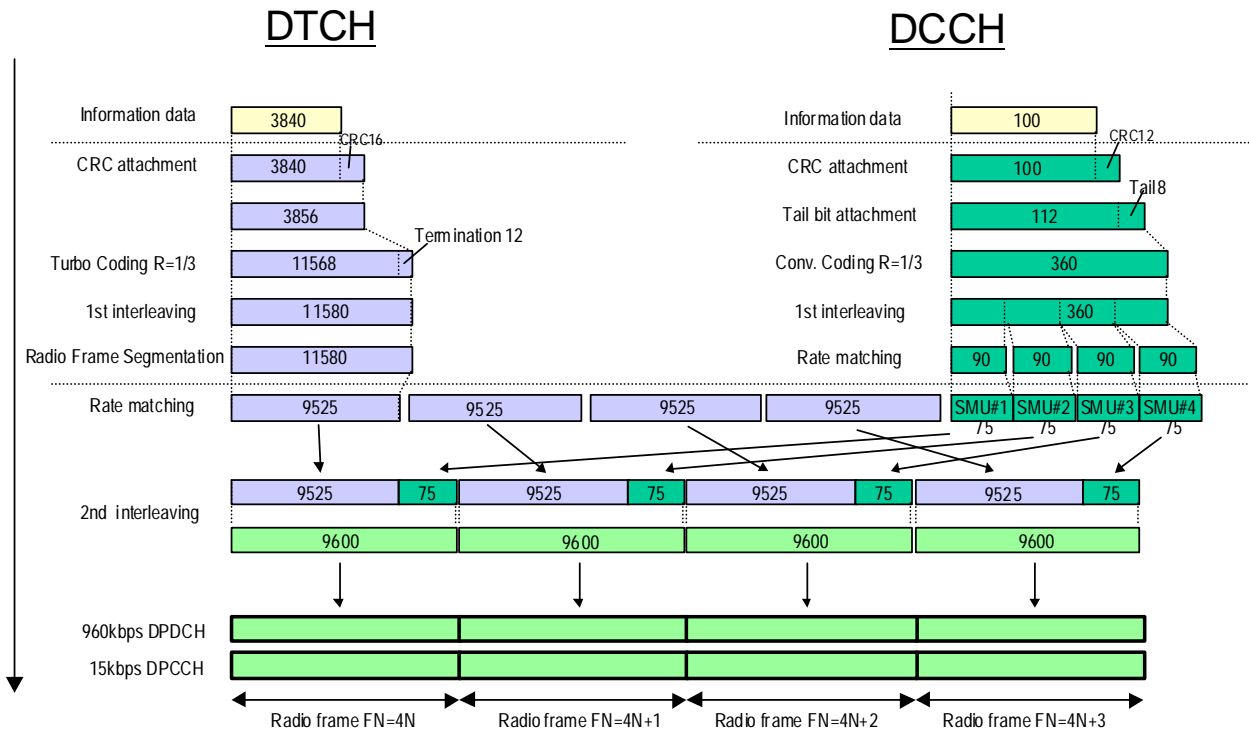 DTCH DCCH
Information data 3840 Information data 100
CRC16 CRC12
CRC attachment 3840 CRC attachment 100
Tail8
3856 Tail bit attachment 112
Termination 12
Turbo Coding R=1/3 11568 Conv. Coding R=1/3 360
1st interleaving 11580 1st interleaving 360
Radio Frame Segmentation 11580 Rate matching 90 90 90 90
Rate matching 9525 9525 9525 9525 SMU#1 SMU#2 SMU#3 SMU#4
75 75 75 75
9525 75 9525 75 9525 75 9525 75
2nd interleaving
9600 9600 9600 9600
960kbps DPDCH
15kbps DPCCH
Radio frame FN=4N Radio frame FN=4N+1 Radio frame FN=4N+2 Radio frame FN=4N+3